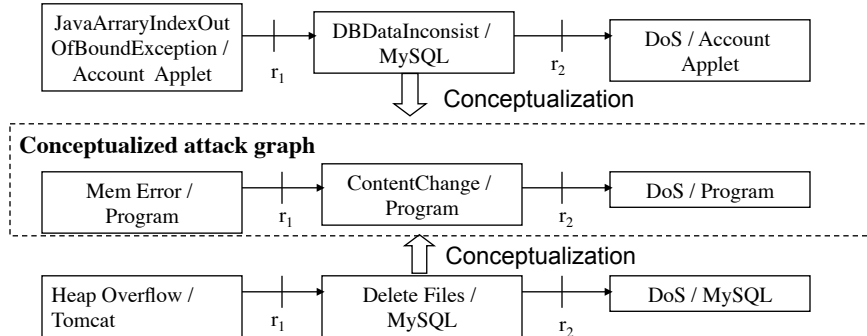 JavaArraryIndexOut
OfBoundException /
Account Applet
r1
DBDataInconsist /
MySQL
r2
DoS / Account
Applet
Conceptualization
Conceptualized attack graph
Mem Error /
Program
r1
ContentChange /
Program
r2
DoS / Program
Conceptualization
Heap Overflow /
Tomcat
r1
Delete Files /
MySQL
r2
DoS / MySQL